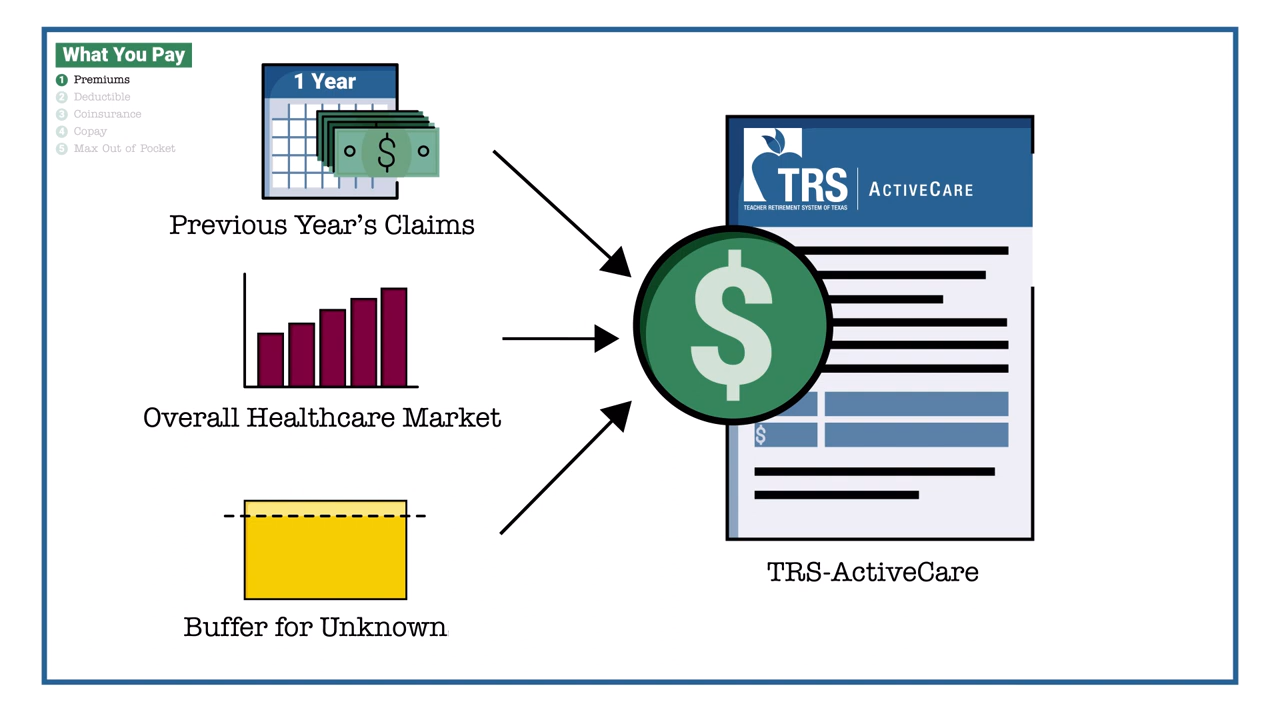 What You Pay
1 Premiums
2 Deductible
3 Coinsurance
4 Copay
5 Max Out of Pocket
1 Year
$
Previous Year's Claims
Overall Healthcare Market
Buffer for Unknown
TRS
ACTIVECARE
TEACHER RETIREMENT SYSTEM OF TEXAS
$
$
TRS-ActiveCare